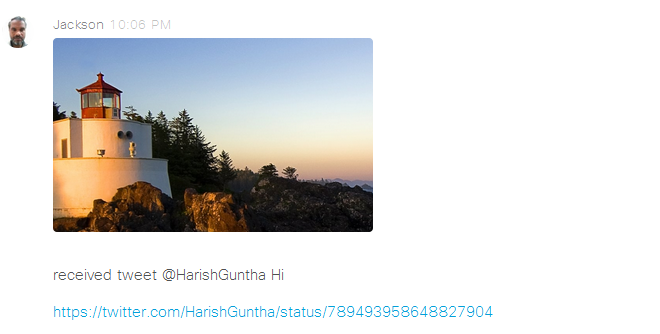 Jackson 10:06 PM
received tweet @HarishGuntha Hi
https://twitter.com/HarishGuntha/status/789493958648827904